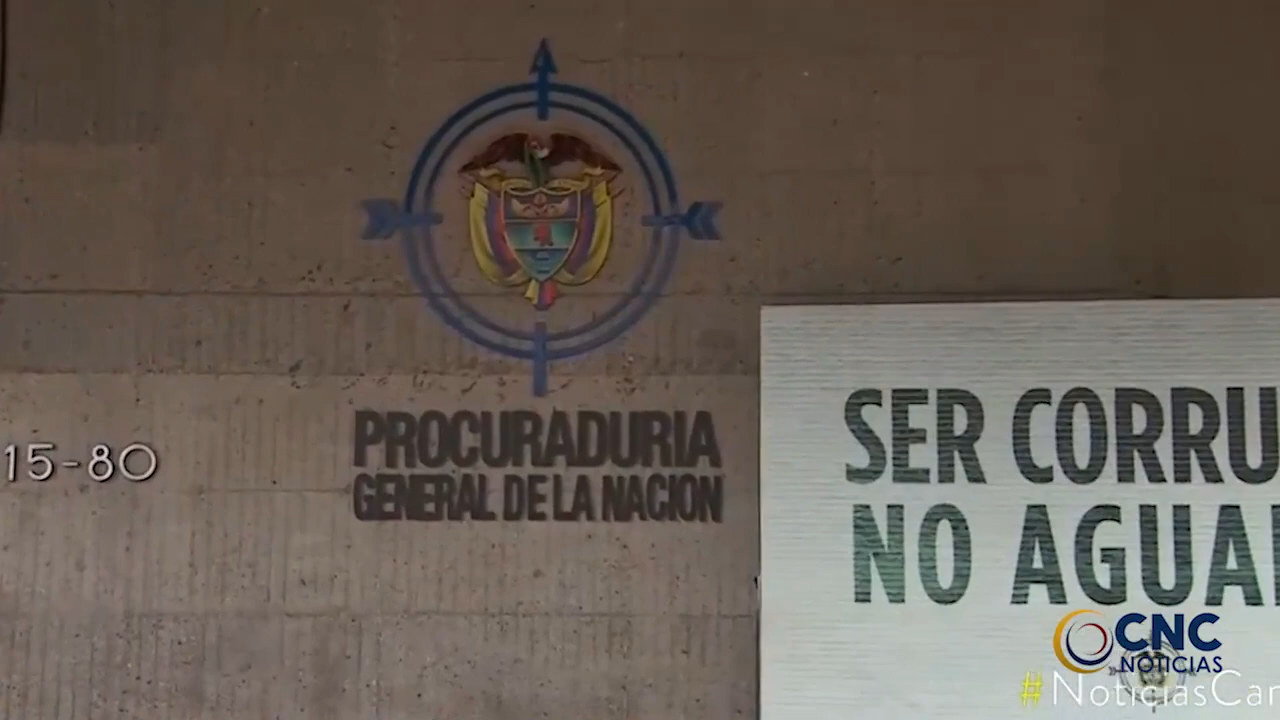 15-80
PROCURADURIA
GENERAL DE LA NACION
SER CORRU
NO AGUA
CNC
NOTICIAS
#NoticiasCar